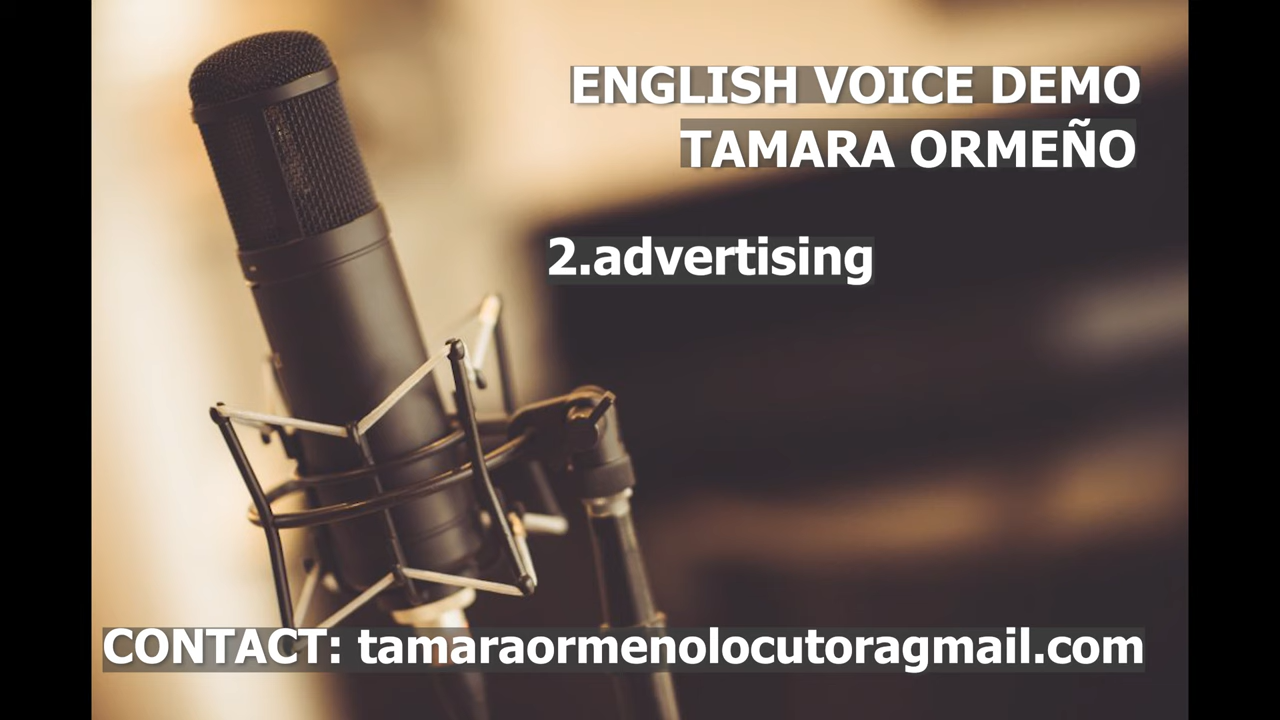 ENGLISH VOICE DEMO
TAMARA ORMEÑO
2.advertising
CONTACT: tamaraormenolocutoragmail.com